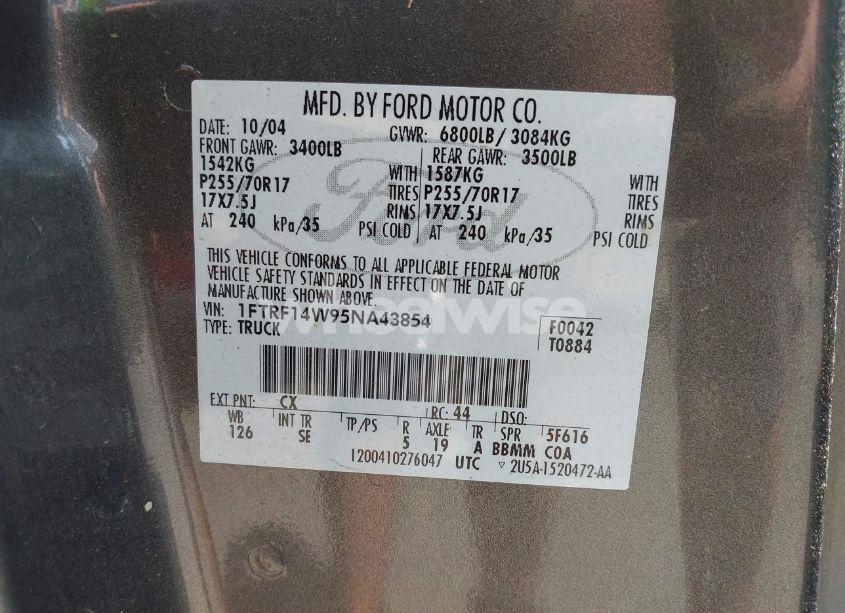 MFD. BY FORD MOTOR CO.
DATE: 10/04 GVWR: 6800LB / 3084KG
FRONT GAWR: 3400LB REAR GAWR: 3500LB
1542KG WITH 1587KG WITH
P255/70R17 TIRES P255/70R17 TIRES
17X7.5J RIMS 17X7.5J RIMS
AT 240 kPa/35 PSI COLD AT 240 kPa/35 PSI COLD
Ford
THIS VEHICLE CONFORMS TO ALL APPLICABLE FEDERAL MOTOR
VEHICLE SAFETY STANDARDS IN EFFECT ON THE DATE OF
MANUFACTURE SHOWN ABOVE.
VIN: 1FTRF14W95NA43854 F0042
TYPE: TRUCK T0884
wheelwise
EXT PNT: CX RC: 44 DSO:
WB INT TR TP/PS R AXLE TR SPR 5F616
126 SE 5 19 A BBMM COA
1200410276047 UTC ▽ 2U5A-1520472-AA